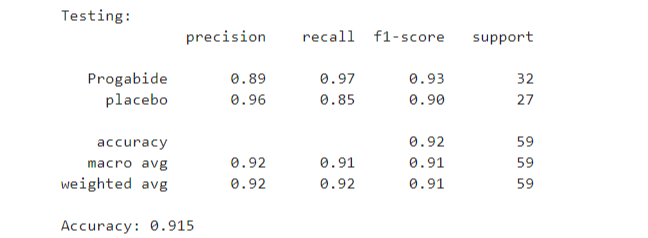 Testing:
precision recall f1-score support
Progabide 0.89 0.97 0.93 32
placebo 0.96 0.85 0.90 27
accuracy 0.92 59
macro avg 0.92 0.91 0.91 59
weighted avg 0.92 0.92 0.91 59
Accuracy: 0.915